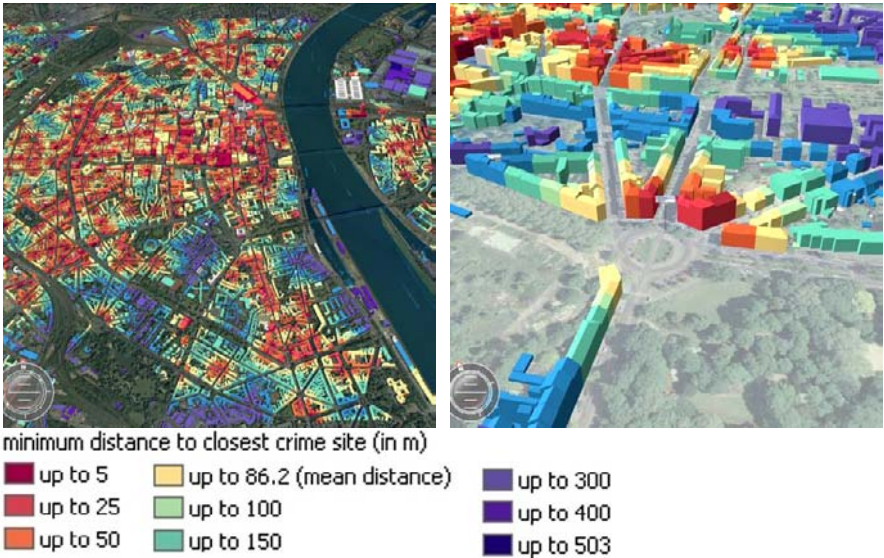 minimum distance to closest crime site (in m)
up to 5
up to 25
up to 50
up to 86.2 (mean distance)
up to 100
up to 150
up to 300
up to 400
up to 503